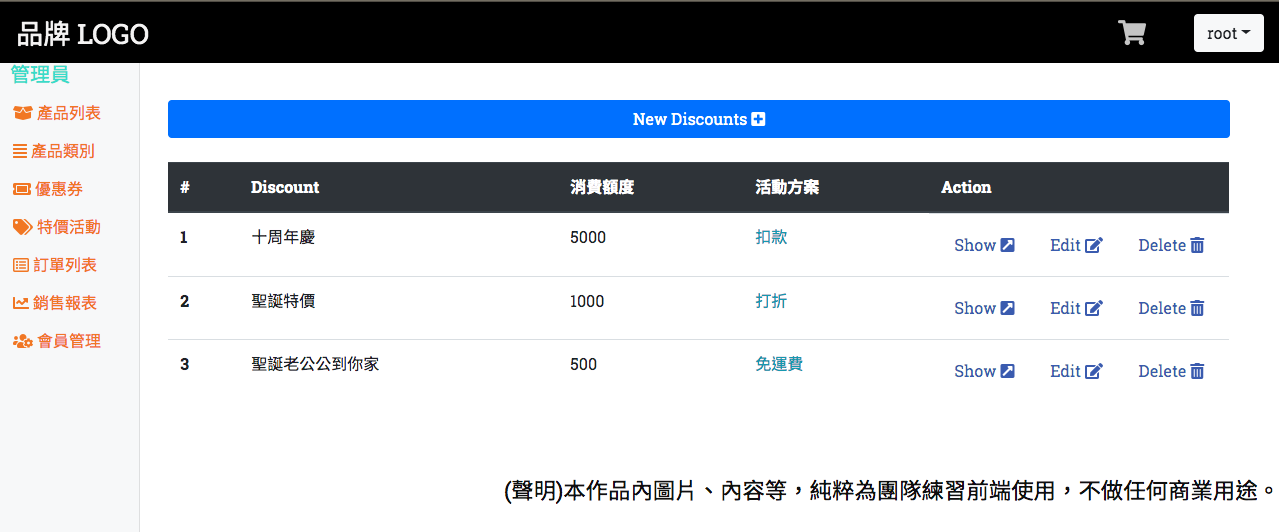 品牌 LOGO
root
管理員
產品列表
產品類別
優惠券
特價活動
訂單列表
銷售報表
會員管理
New Discounts
# Discount 消費額度 活動方案 Action
1 十周年慶 5000 扣款 Show Edit Delete
2 聖誕特價 1000 打折 Show Edit Delete
3 聖誕老公公到你家 500 免運費 Show Edit Delete
(聲明)本作品內圖片、內容等，純粹為團隊練習前端使用，不做任何商業用途。